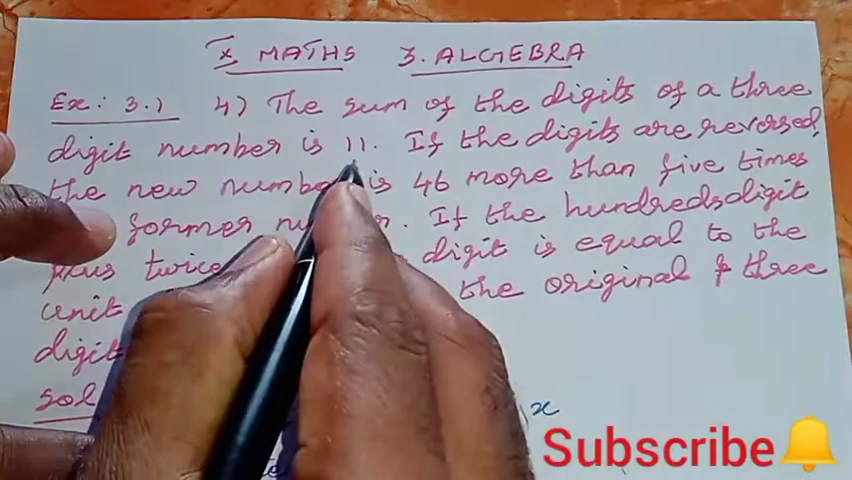 X MATHS 3. ALGEBRA
Ex: 3.1 4) The sum of the digits of a three
digit number is 11. If the digits are reversed,
the new number is 46 more than five times
former. If the hundreds digit
plus twice digit is equal to the
unit the original three
digit
sol
x
Subscribe